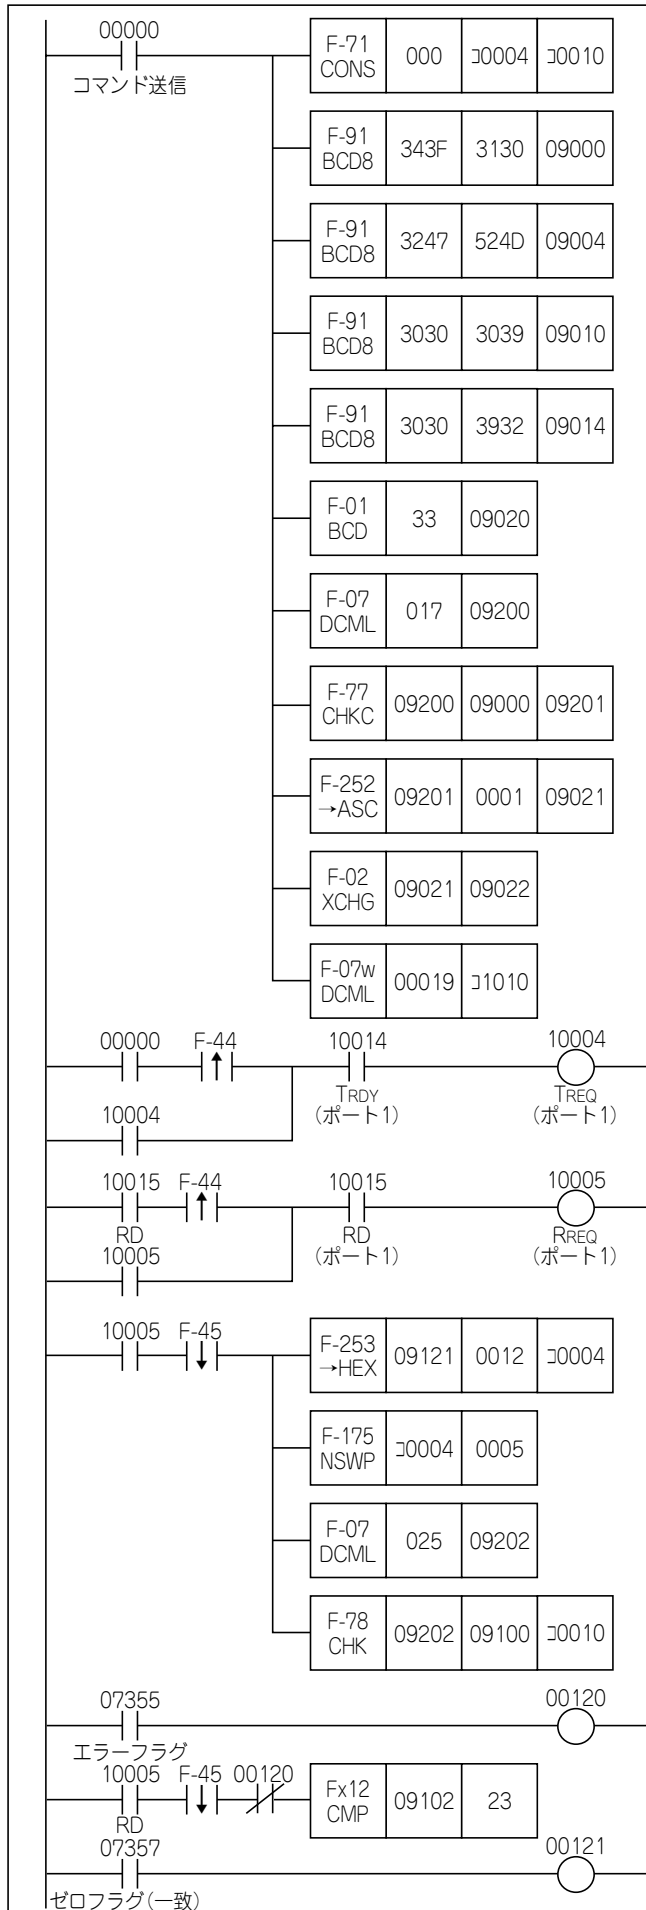 00000
コマンド送信
F-71 CONS 000 コ0004 コ0010
F-91 BCD8 343F 3130 09000
F-91 BCD8 3247 524D 09004
F-91 BCD8 3030 3039 09010
F-91 BCD8 3030 3932 09014
F-01 BCD 33 09020
F-07 DCML 017 09200
F-77 CHKC 09200 09000 09201
F-252 →ASC 09201 0001 09021
F-02 XCHG 09021 09022
F-07w DCML 00019 コ1010
00000 F-44 10014 10004
TRDY TREQ
(ポート1) (ポート1)
10004
10015 F-44 10015 10005
RD RD RREQ
(ポート1) (ポート1)
10005
10005 F-45
F-253 →HEX 09121 0012 コ0004
F-175 NSWP コ0004 0005
F-07 DCML 025 09202
F-78 CHK 09202 09100 コ0010
07355 00120
エラーフラグ
10005 F-45 00120
RD
Fx12 CMP 09102 23
07357 00121
ゼロフラグ(一致)